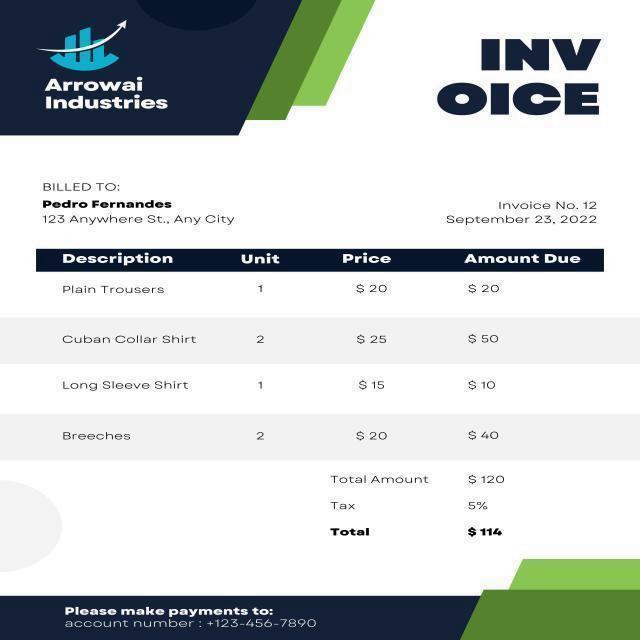 Arrowai
Industries
INV
OICE
BILLED TO:
Pedro Fernandes
123 Anywhere St., Any City
Invoice No. 12
September 23, 2022
Description Unit Price Amount Due
Plain Trousers 1 $ 20 $ 20
Cuban Collar Shirt 2 $ 25 $ 50
Long Sleeve Shirt 1 $ 15 $ 10
Breeches 2 $ 20 $ 40
Total Amount $ 120
Tax 5%
Total $ 114
Please make payments to:
account number : +123-456-7890